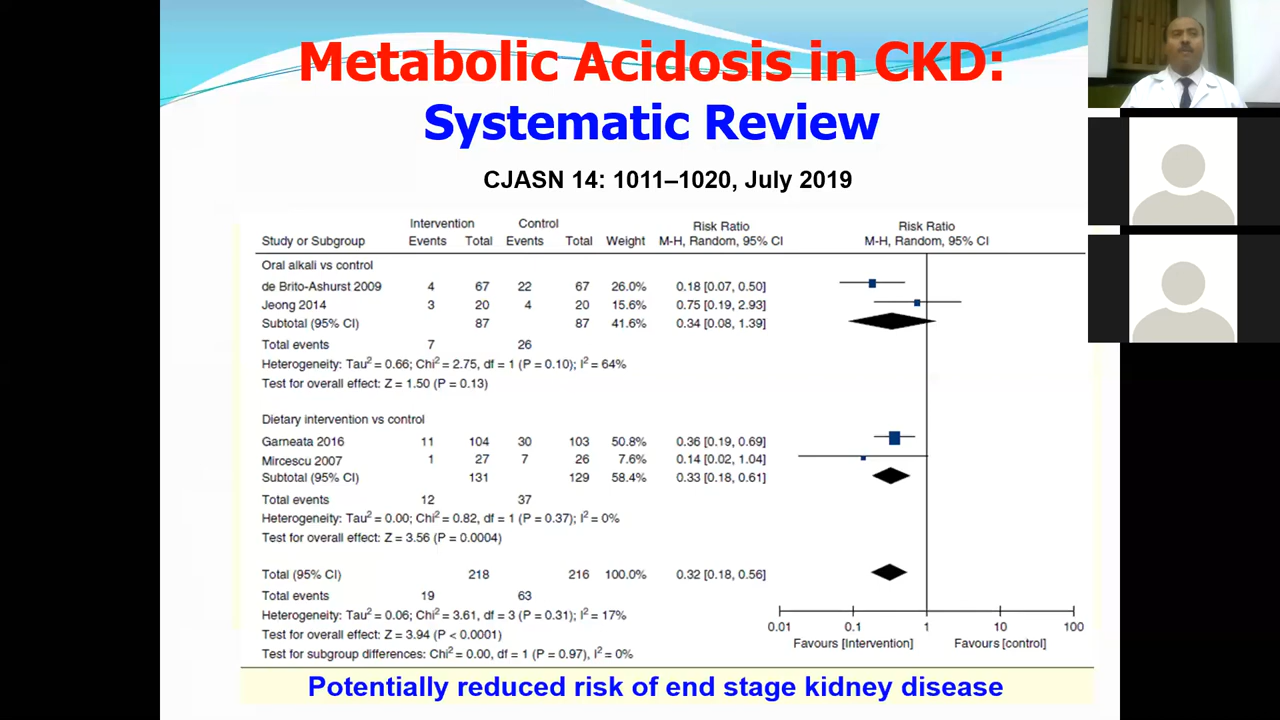 Metabolic Acidosis in CKD:
Systematic Review
CJASN 14: 1011–1020, July 2019
Intervention Control Risk Ratio Risk Ratio
Study or Subgroup Events Total Events Total Weight M-H, Random, 95% CI M-H, Random, 95% CI
Oral alkali vs control
de Brito-Ashurst 2009 4 67 22 67 26.0% 0.18 [0.07, 0.50]
Jeong 2014 3 20 4 20 15.6% 0.75 [0.19, 2.93]
Subtotal (95% CI) 87 87 41.6% 0.34 [0.08, 1.39]
Total events 7 26
Heterogeneity: Tau² = 0.66; Chi² = 2.75, df = 1 (P = 0.10); I² = 64%
Test for overall effect: Z = 1.50 (P = 0.13)
Dietary intervention vs control
Garneata 2016 11 104 30 103 50.8% 0.36 [0.19, 0.69]
Mircescu 2007 1 27 7 26 7.6% 0.14 [0.02, 1.04]
Subtotal (95% CI) 131 129 58.4% 0.33 [0.18, 0.61]
Total events 12 37
Heterogeneity: Tau² = 0.00; Chi² = 0.82, df = 1 (P = 0.37); I² = 0%
Test for overall effect: Z = 3.56 (P = 0.0004)
Total (95% CI) 218 216 100.0% 0.32 [0.18, 0.56]
Total events 19 63
Heterogeneity: Tau² = 0.06; Chi² = 3.61, df = 3 (P = 0.31); I² = 17%
Test for overall effect: Z = 3.94 (P < 0.0001)
Test for subgroup differences: Chi² = 0.00, df = 1 (P = 0.97), I² = 0%
0.01 0.1 1 10 100
Favours [Intervention] Favours [control]
Potentially reduced risk of end stage kidney disease